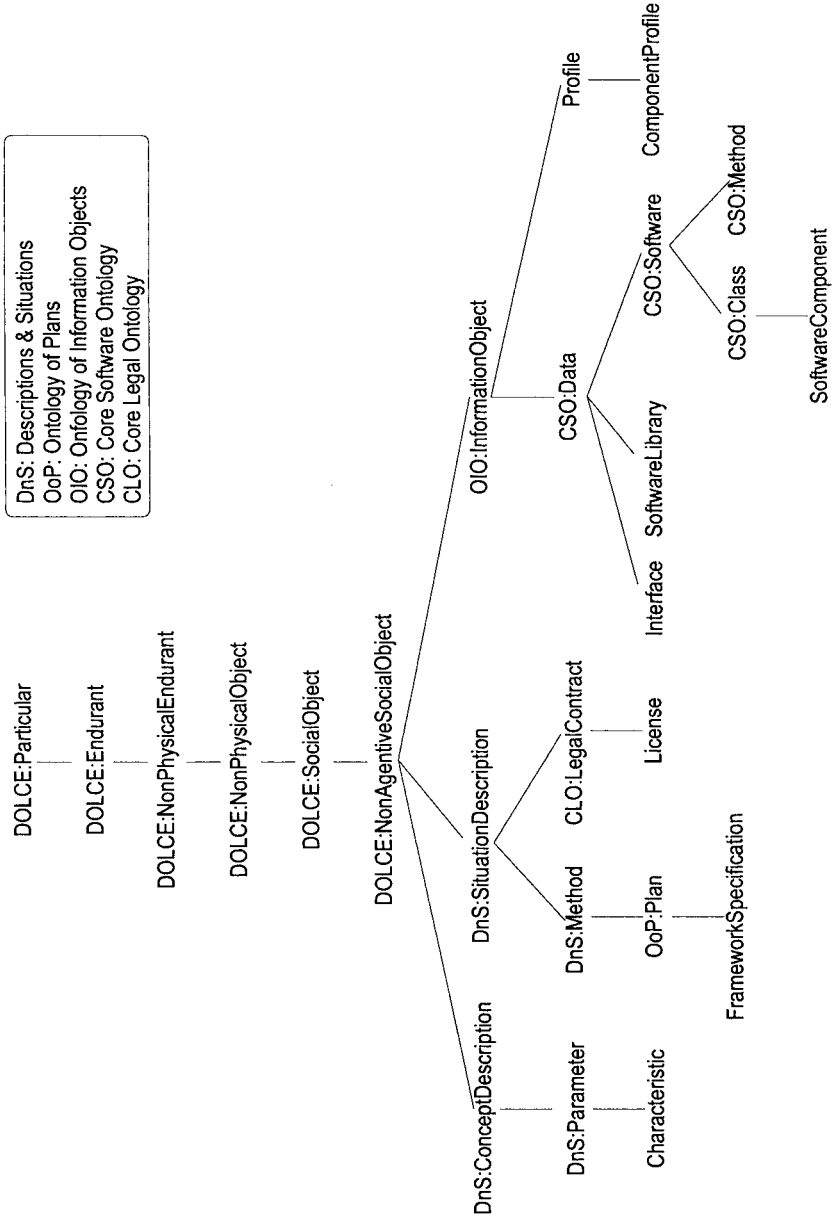 DnS: Descriptions & Situations
OoP: Ontology of Plans
OIO: Onfology of Information Objects
CSO: Core Software Ontology
CLO: Core Legal Ontology
DOLCE:Particular
DOLCE:Endurant
DOLCE:NonPhysicalEndurant
DOLCE:NonPhysicalObject
DOLCE:SocialObject
DOLCE:NonAgentiveSocialObject
DnS:ConceptDescription
DnS:SituationDescription
OIO:InformationObject
DnS:Parameter
DnS:Method
CLO:LegalContract
CSO:Data
Profile
Characteristic
OoP:Plan
License
Interface
SoftwareLibrary
CSO:Software
ComponentProfile
FrameworkSpecification
CSO:Class
CSO:Method
SoftwareComponent